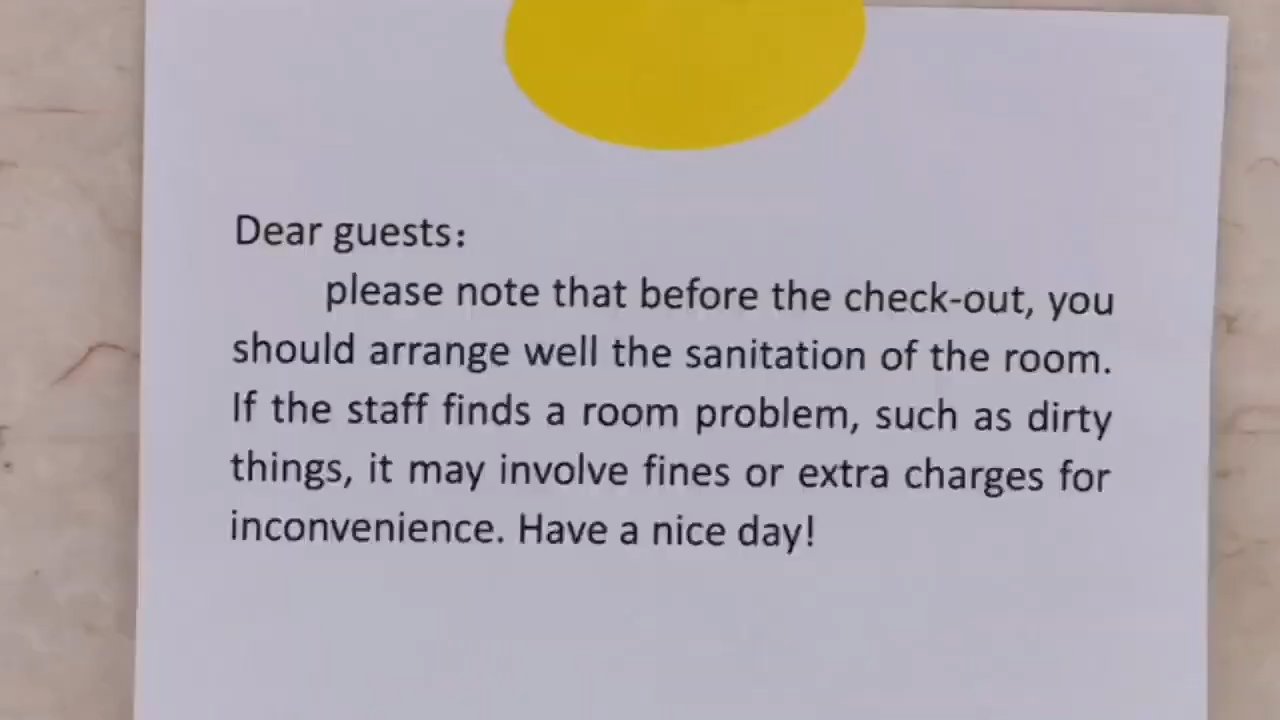 Dear guests:
please note that before the check-out, you
should arrange well the sanitation of the room.
If the staff finds a room problem, such as dirty
things, it may involve fines or extra charges for
inconvenience. Have a nice day!